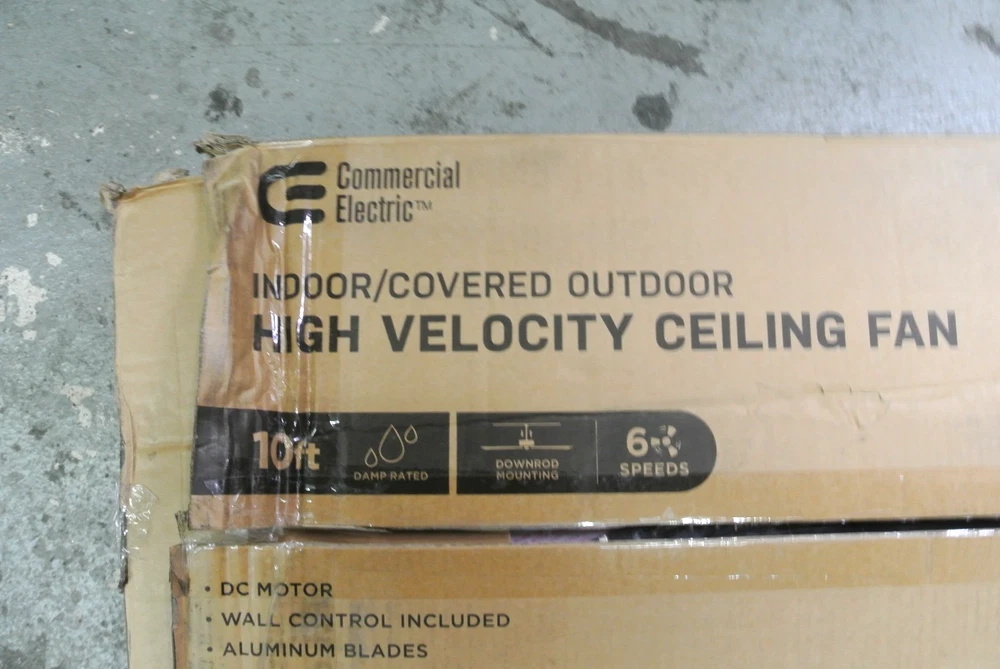 Commercial
Electric™
INDOOR/COVERED OUTDOOR
HIGH VELOCITY CEILING FAN
10ft
DAMP RATED
DOWNROD
MOUNTING
6
SPEEDS
• DC MOTOR
• WALL CONTROL INCLUDED
• ALUMINUM BLADES